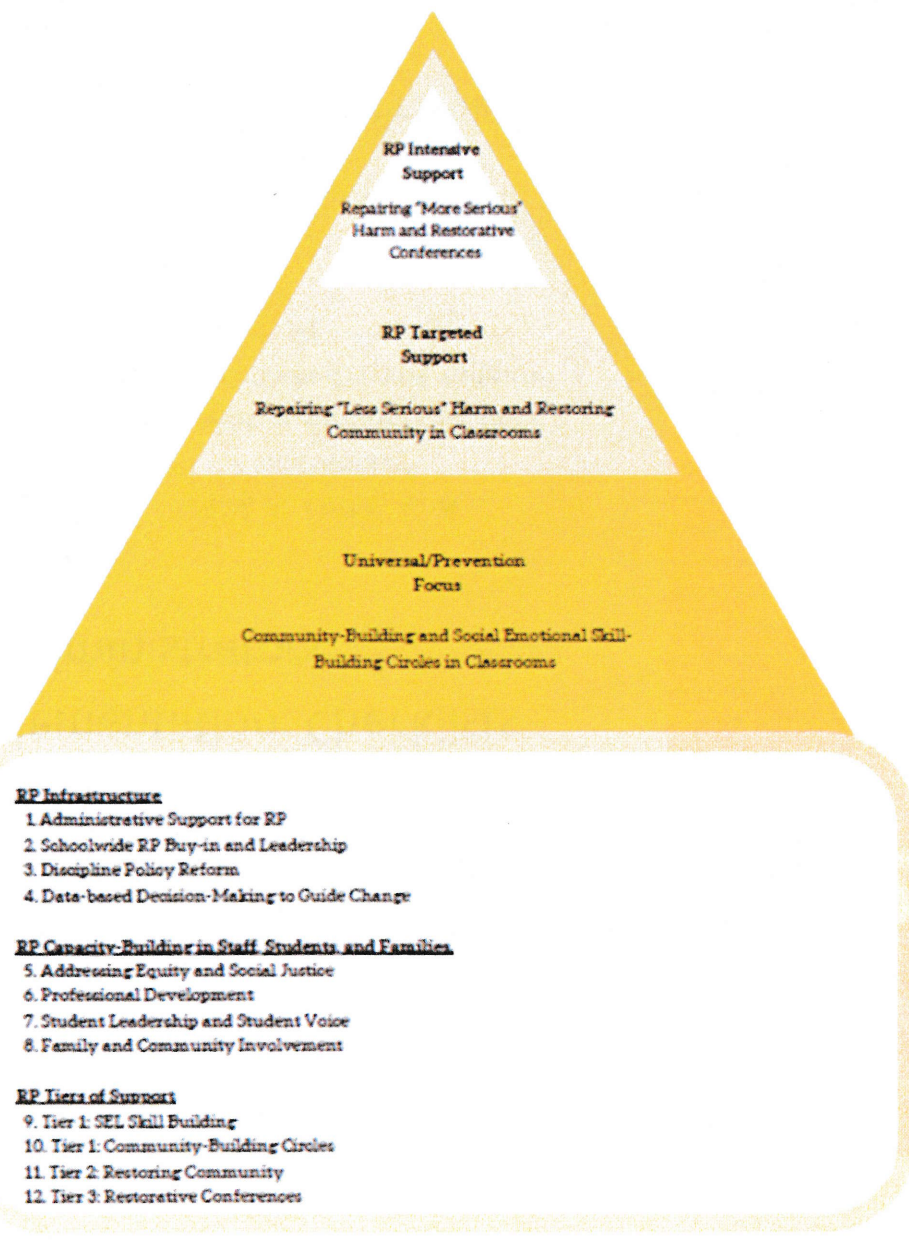 RP Intensive
Support
Repairing "More Serious"
Harm and Restorative
Conferences
RP Targeted
Support
Repairing "Less Serious" Harm and Restoring
Community in Classrooms
Universal/Prevention
Focus
Community-Building and Social Emotional Skill-
Building Circles in Classrooms
RP Infrastructure
1. Administrative Support for RP
2. Schoolwide RP Buy-in and Leadership
3. Discipline Policy Reform
4. Data-based Decision-Making to Guide Change
RP Capacity-Building in Staff, Students, and Families
5. Addressing Equity and Social Justice
6. Professional Development
7. Student Leadership and Student Voice
8. Family and Community Involvement
RP Tiers of Support
9. Tier 1: SEL Skill Building
10. Tier 1: Community-Building Circles
11. Tier 2: Restoring Community
12. Tier 3: Restorative Conferences